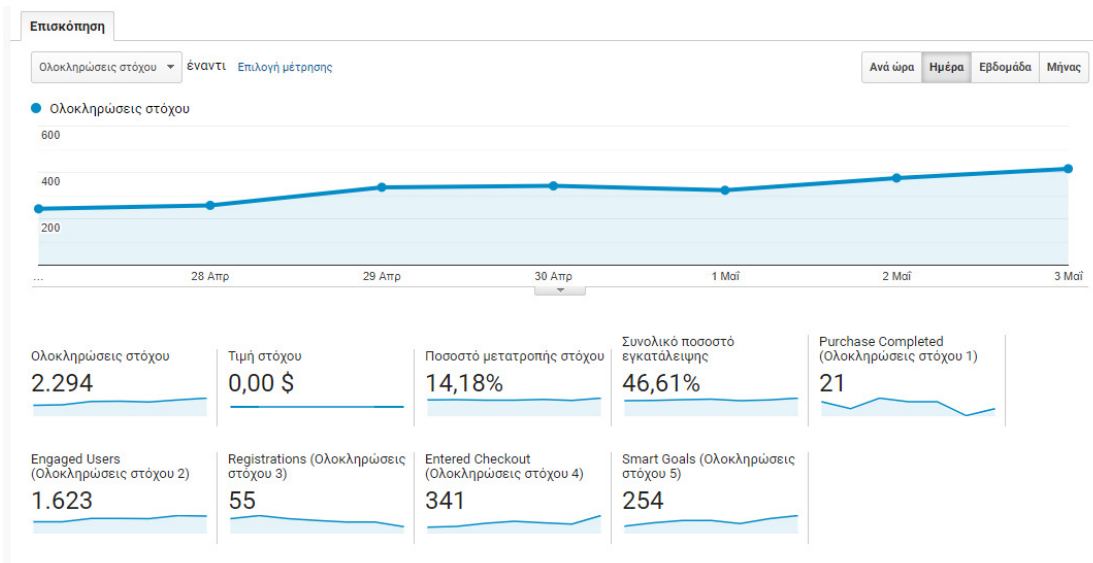 Επισκόπηση
Ολοκληρώσεις στόχου έναντι Επιλογή μέτρησης
Ανά ώρα Ημέρα Εβδομάδα Μήνας
Ολοκληρώσεις στόχου
600
400
200
...
28 Απρ
29 Απρ
30 Απρ
1 Μαΐ
2 Μαΐ
3 Μαΐ
Ολοκληρώσεις στόχου
2.294
Τιμή στόχου
0,00 $
Ποσοστό μετατροπής στόχου
14,18%
Συνολικό ποσοστό
εγκατάλειψης
46,61%
Purchase Completed
(Ολοκληρώσεις στόχου 1)
21
Engaged Users
(Ολοκληρώσεις στόχου 2)
1.623
Registrations (Ολοκληρώσεις
στόχου 3)
55
Entered Checkout
(Ολοκληρώσεις στόχου 4)
341
Smart Goals (Ολοκληρώσεις
στόχου 5)
254